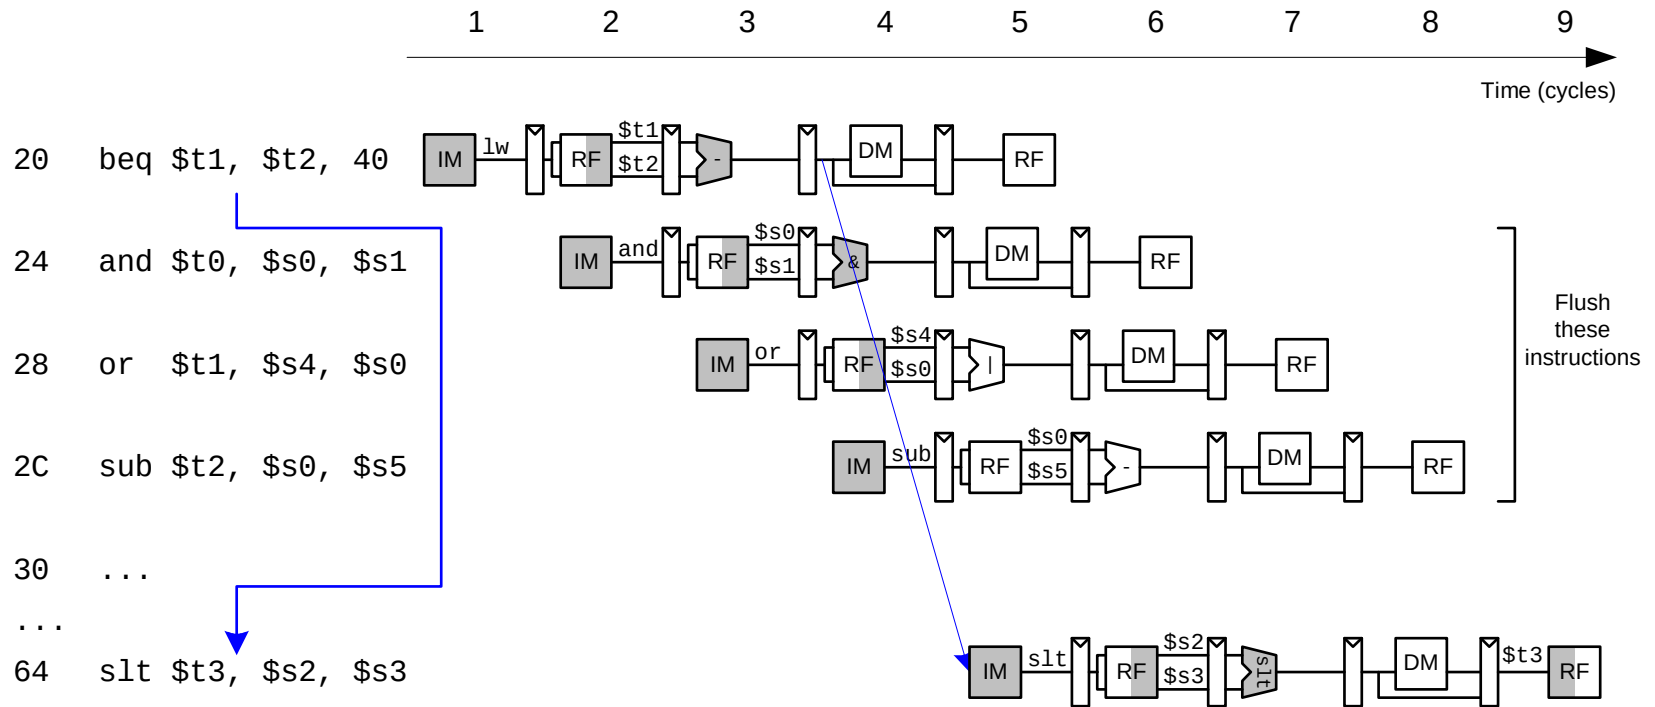 1 2 3 4 5 6 7 8 9
Time (cycles)
20 beq $t1, $t2, 40 IM lw RF $t1 $t2 - DM RF
24 and $t0, $s0, $s1 IM and RF $s0 $s1 & DM RF
28 or $t1, $s4, $s0 IM or RF $s4 $s0 | DM RF
2C sub $t2, $s0, $s5 IM sub RF $s0 $s5 - DM RF
Flush
these
instructions
30 ...
...
64 slt $t3, $s2, $s3 IM slt RF $s2 $s3 slt DM $t3 RF